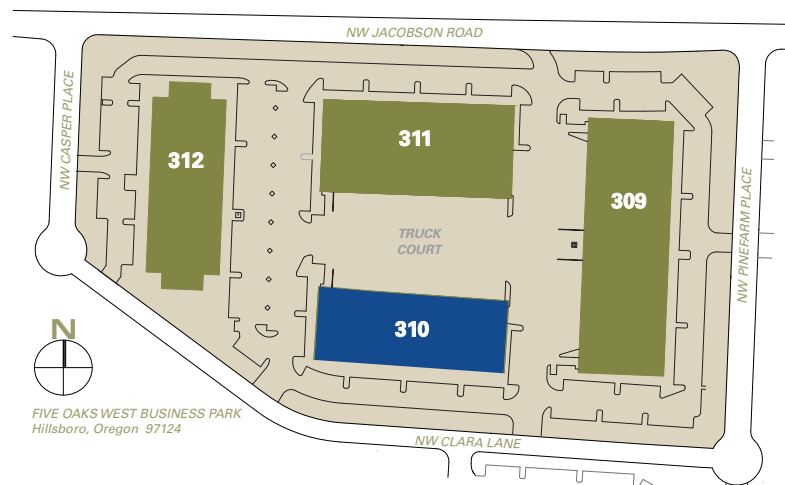 NW JACOBSON ROAD
NW CASPER PLACE
312
311
309
TRUCK
COURT
NW PINEFARM PLACE
310
N
FIVE OAKS WEST BUSINESS PARK
Hillsboro, Oregon 97124
NW CLARA LANE